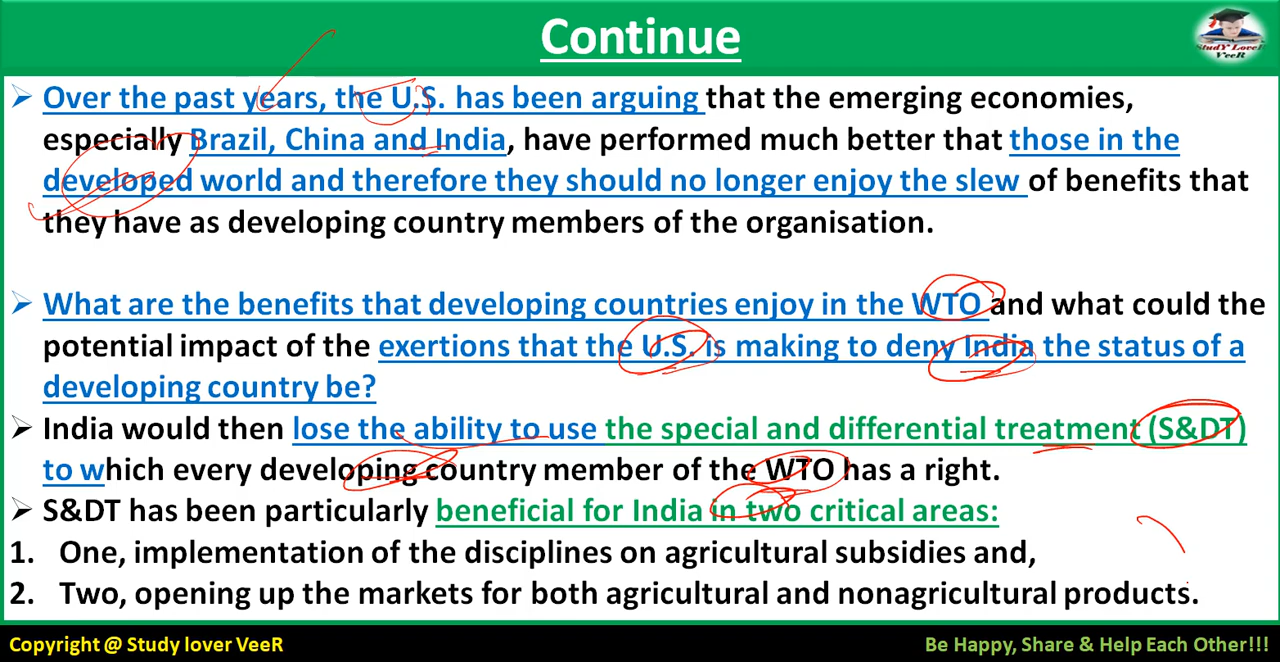 Continue
StudY LoveR
VeeR
➢ Over the past years, the U.S. has been arguing that the emerging economies,
especially Brazil, China and India, have performed much better that those in the
developed world and therefore they should no longer enjoy the slew of benefits that
they have as developing country members of the organisation.
➢ What are the benefits that developing countries enjoy in the WTO and what could the
potential impact of the exertions that the U.S. is making to deny India the status of a
developing country be?
➢ India would then lose the ability to use the special and differential treatment (S&DT)
to which every developing country member of the WTO has a right.
➢ S&DT has been particularly beneficial for India in two critical areas:
1. One, implementation of the disciplines on agricultural subsidies and,
2. Two, opening up the markets for both agricultural and nonagricultural products.
Copyright @ Study lover VeeR
Be Happy, Share & Help Each Other!!!